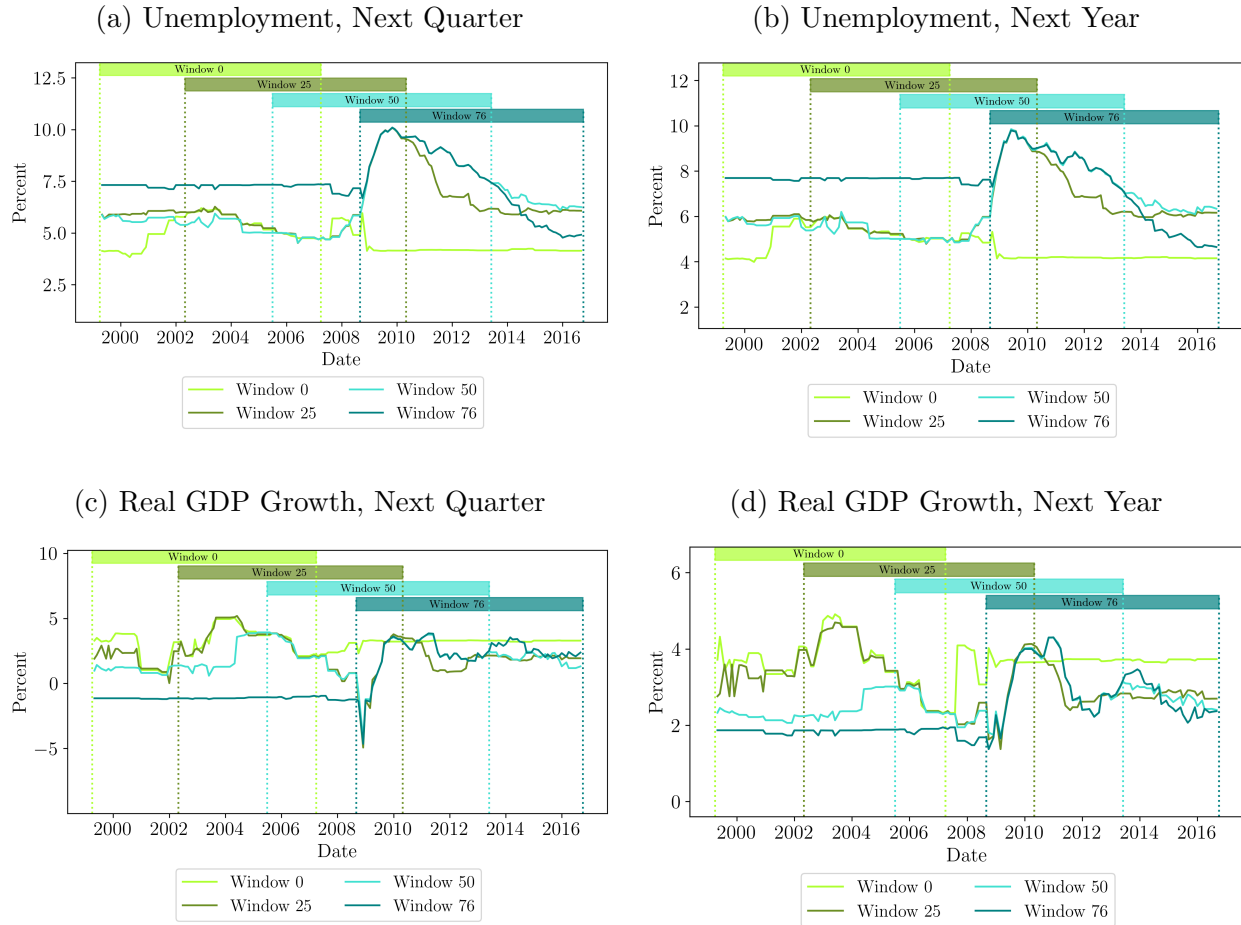 (a) Unemployment, Next Quarter
Window 0
Window 25
Window 50
Window 76
12.5
10.0
7.5
5.0
2.5
Percent
2000 2002 2004 2006 2008 2010 2012 2014 2016
Date
Window 0 Window 50
Window 25 Window 76
(b) Unemployment, Next Year
Window 0
Window 25
Window 50
Window 76
12
10
8
6
4
2
Percent
2000 2002 2004 2006 2008 2010 2012 2014 2016
Date
Window 0 Window 50
Window 25 Window 76
(c) Real GDP Growth, Next Quarter
Window 0
Window 25
Window 50
Window 76
10
5
0
−5
Percent
2000 2002 2004 2006 2008 2010 2012 2014 2016
Date
Window 0 Window 50
Window 25 Window 76
(d) Real GDP Growth, Next Year
Window 0
Window 25
Window 50
Window 76
6
4
2
0
Percent
2000 2002 2004 2006 2008 2010 2012 2014 2016
Date
Window 0 Window 50
Window 25 Window 76